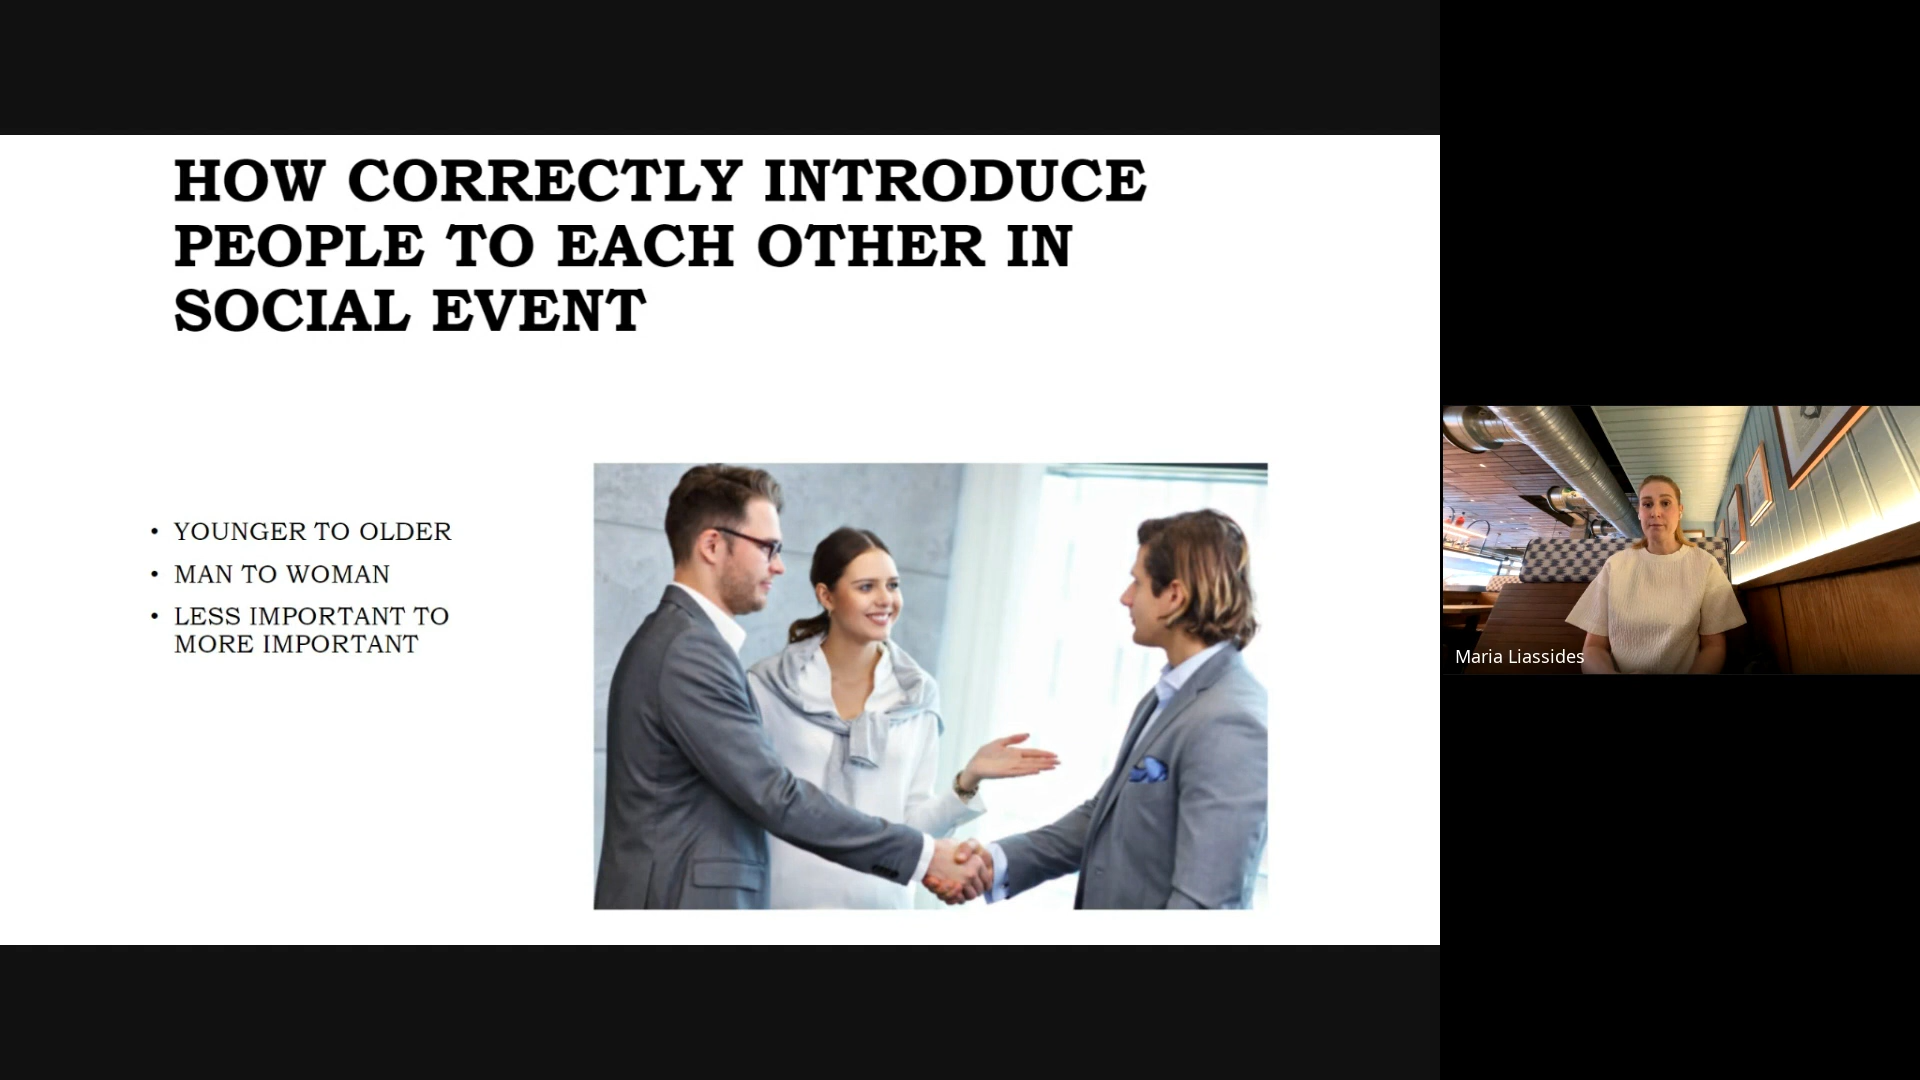 HOW CORRECTLY INTRODUCE
PEOPLE TO EACH OTHER IN
SOCIAL EVENT
• YOUNGER TO OLDER
• MAN TO WOMAN
• LESS IMPORTANT TO
MORE IMPORTANT
Maria Liassides